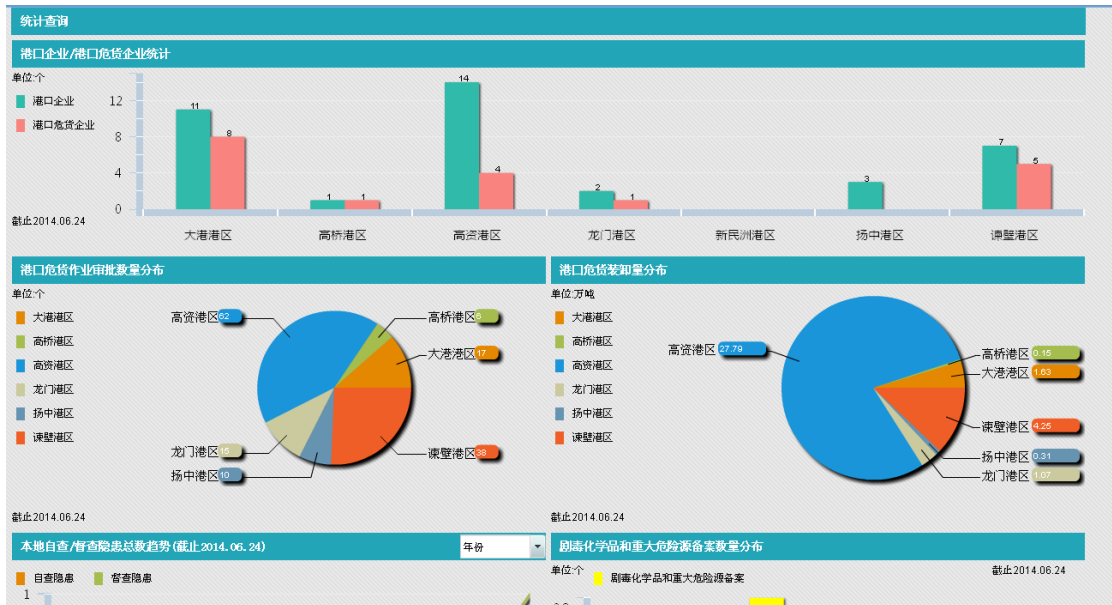 统计查询
港口企业/港口危货企业统计
单位:个
港口企业
港口危货企业
12
8
4
0
11
8
1
1
14
4
2
1
3
7
5
截止2014.06.24
大港港区
高桥港区
高资港区
龙门港区
新民洲港区
扬中港区
谏壁港区
港口危货作业审批数量分布
单位:个
大港港区
高桥港区
高资港区
龙门港区
扬中港区
谏壁港区
高资港区62
高桥港区6
大港港区17
龙门港区15
谏壁港区38
扬中港区10
截止2014.06.24
港口危货装卸量分布
单位:万吨
大港港区
高桥港区
高资港区
龙门港区
扬中港区
谏壁港区
高资港区27.79
高桥港区0.15
大港港区1.63
谏壁港区4.25
扬中港区0.31
龙门港区1.07
截止2014.06.24
本地自查/督查隐患总数趋势(截止2014.06.24)
年份
自查隐患
督查隐患
1
剧毒化学品和重大危险源备案数量分布
单位:个
剧毒化学品和重大危险源备案
截止2014.06.24